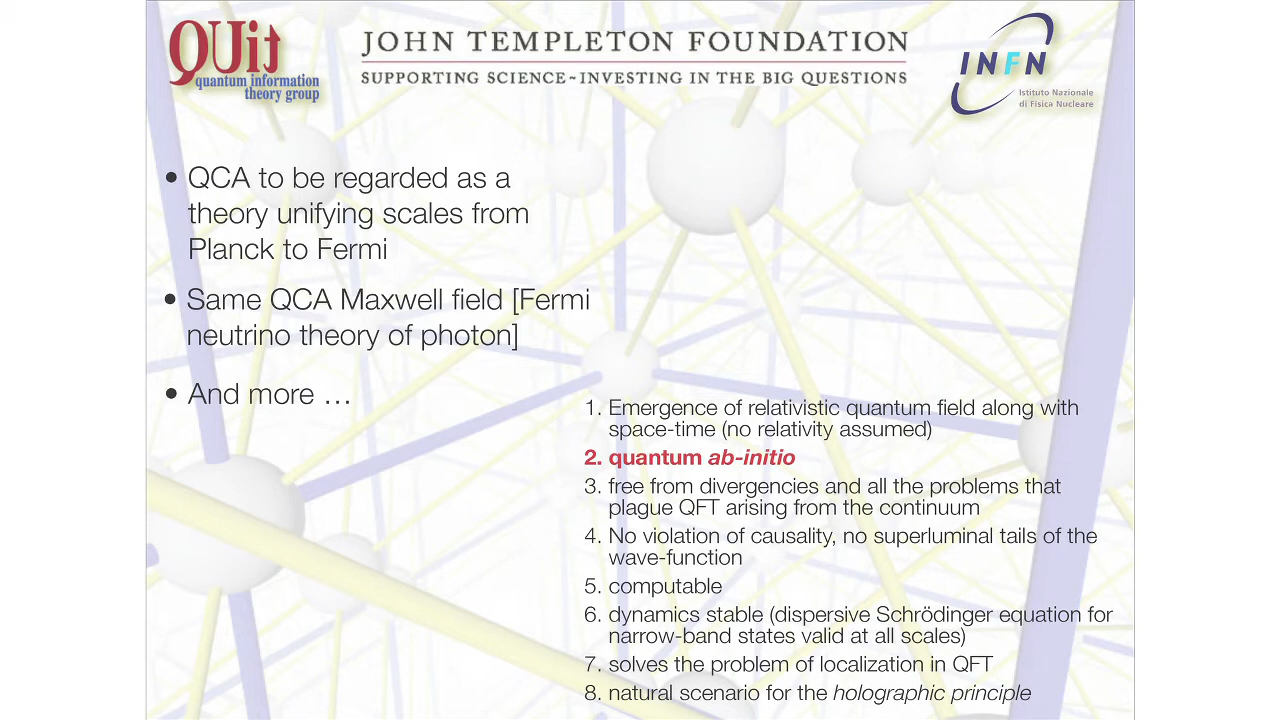 QUit
quantum information
theory group
JOHN TEMPLETON FOUNDATION
SUPPORTING SCIENCE~INVESTING IN THE BIG QUESTIONS
INFN
Istituto Nazionale
di Fisica Nucleare
• QCA to be regarded as a
theory unifying scales from
Planck to Fermi
• Same QCA Maxwell field [Fermi
neutrino theory of photon]
• And more …
1. Emergence of relativistic quantum field along with
space-time (no relativity assumed)
2. quantum ab-initio
3. free from divergencies and all the problems that
plague QFT arising from the continuum
4. No violation of causality, no superluminal tails of the
wave-function
5. computable
6. dynamics stable (dispersive Schrödinger equation for
narrow-band states valid at all scales)
7. solves the problem of localization in QFT
8. natural scenario for the holographic principle